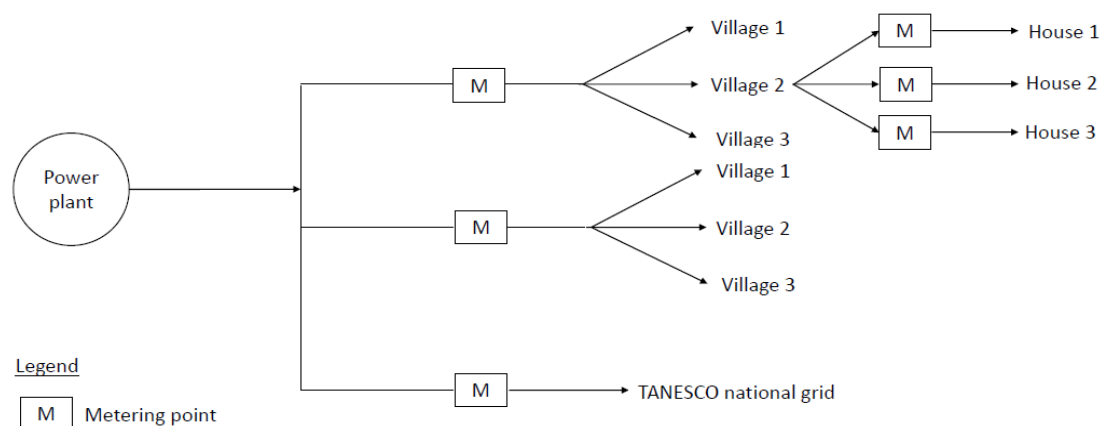 Village 1
M
House 1
M
Village 2
M
House 2
Village 3
M
House 3
Power
plant
Village 1
M
Village 2
Village 3
Legend
M
TANESCO national grid
M
Metering point